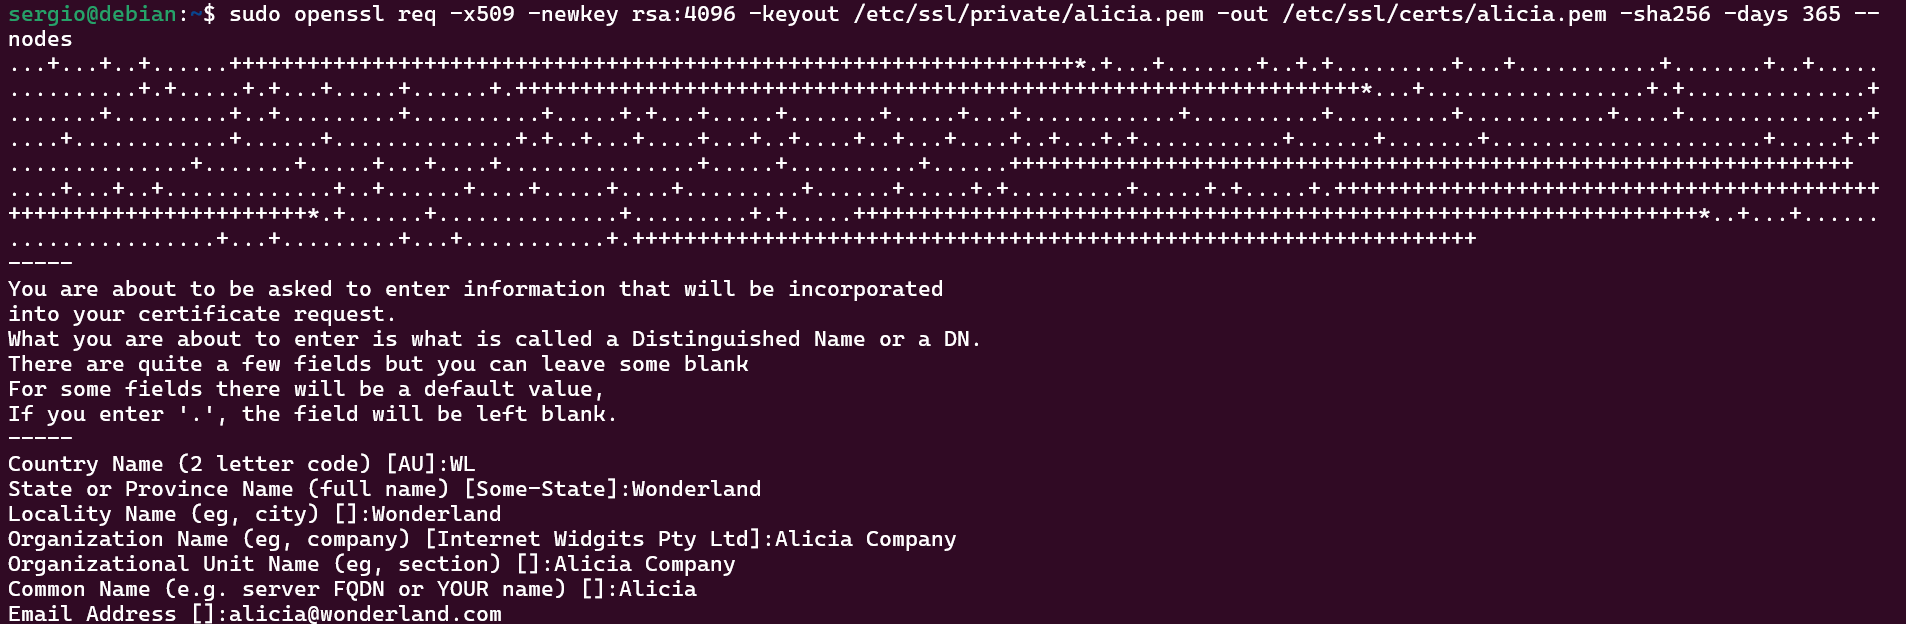 sergio@debian:~$ sudo openssl req -x509 -newkey rsa:4096 -keyout /etc/ssl/private/alicia.pem -out /etc/ssl/certs/alicia.pem -sha256 -days 365 --
nodes
...+...+..+......+++++++++++++++++++++++++++++++++++++++++++++++++++++++++++++++++*.+...+.......+..+.+.........+...+...........+.......+..+.....
..........+.+.....+.+...+.....+......+.+++++++++++++++++++++++++++++++++++++++++++++++++++++++++++++++++*...+.................+.+..............+
.......+.........+..+.........+..........+.....+.+...+.....+.......+.....+...+............+..........+.........+...........+....+..............+
....+............+......+..............+.+..+...+....+...+..+....+..+...+....+..+...+.+...........+......+.......+.....................+.....+.+
..............+.......+.....+...+....+...............+.....+..........+......+++++++++++++++++++++++++++++++++++++++++++++++++++++++++++++++++
....+...+..+.............+..+......+....+.....+....+.........+......+.....+.+.........+.....+.+.....+.++++++++++++++++++++++++++++++++++++++++++
+++++++++++++++++++++++*.+......+..............+.........+.+.....+++++++++++++++++++++++++++++++++++++++++++++++++++++++++++++++++*..+...+......
................+...+.........+...+...........+.+++++++++++++++++++++++++++++++++++++++++++++++++++++++++++++++++
-----
You are about to be asked to enter information that will be incorporated
into your certificate request.
What you are about to enter is what is called a Distinguished Name or a DN.
There are quite a few fields but you can leave some blank
For some fields there will be a default value,
If you enter '.', the field will be left blank.
-----
Country Name (2 letter code) [AU]:WL
State or Province Name (full name) [Some-State]:Wonderland
Locality Name (eg, city) []:Wonderland
Organization Name (eg, company) [Internet Widgits Pty Ltd]:Alicia Company
Organizational Unit Name (eg, section) []:Alicia Company
Common Name (e.g. server FQDN or YOUR name) []:Alicia
Email Address []:alicia@wonderland.com